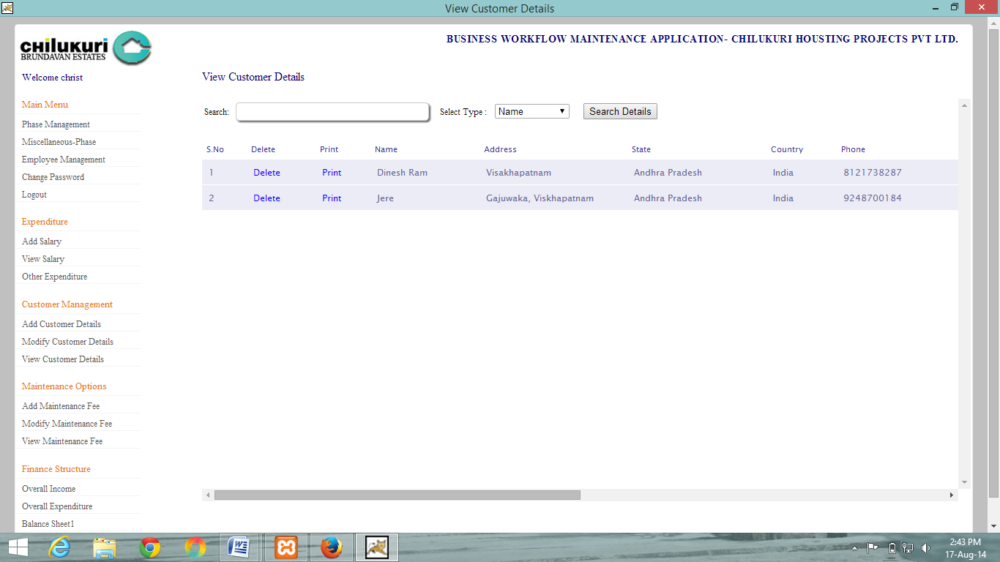 View Customer Details
chilukuri
BRUNDAVAN ESTATES
BUSINESS WORKFLOW MAINTENANCE APPLICATION- CHILUKURI HOUSTING PROJECTS PVT LTD.
Welcome christ
Main Menu
Phase Management
Miscellaneous-Phase
Employee Management
Change Password
Logout
Expenditure
Add Salary
View Salary
Other Expenditure
Customer Management
Add Customer Details
Modify Customer Details
View Customer Details
Maintenance Options
Add Maintenance Fee
Modify Maintenance Fee
View Maintenance Fee
Finance Structure
Overall Income
Overall Expenditure
Balance Sheet1
View Customer Details
Search: Select Type : Name Search Details
S.No Delete Print Name Address State Country Phone
1 Delete Print Dinesh Ram Visakhapatnam Andhra Pradesh India 8121738287
2 Delete Print Jere Gajuwaka, Viskhapatnam Andhra Pradesh India 9248700184
2:43 PM
17-Aug-14